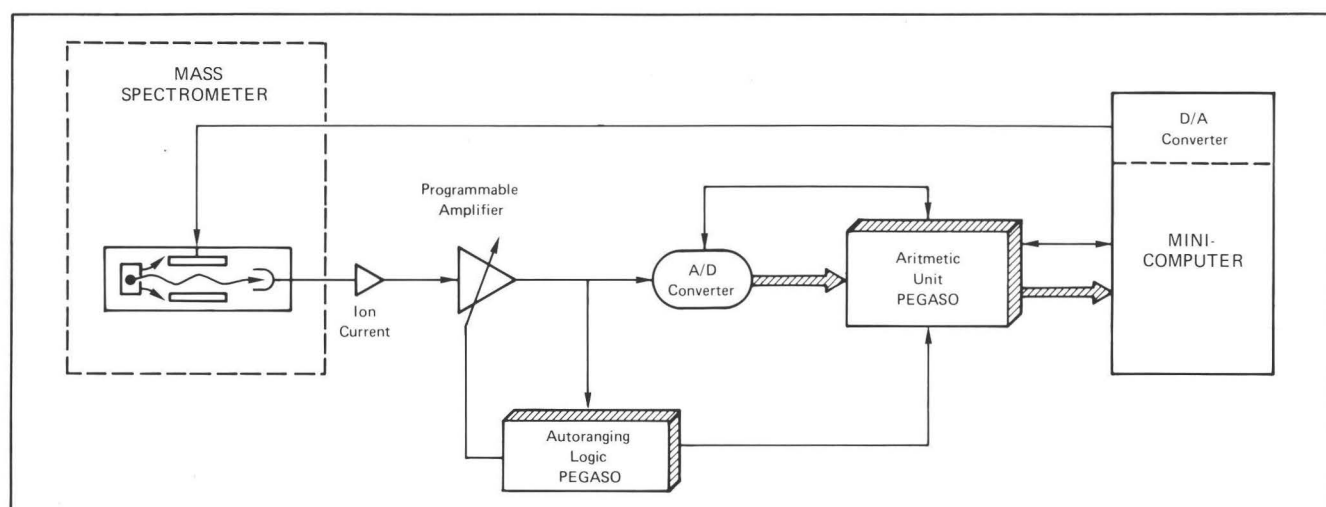 MASS
SPECTROMETER
D/A
Converter
Programmable
Amplifier
A/D
Converter
Aritmetic
Unit
PEGASO
MINI-
COMPUTER
Ion
Current
Autoranging
Logic
PEGASO